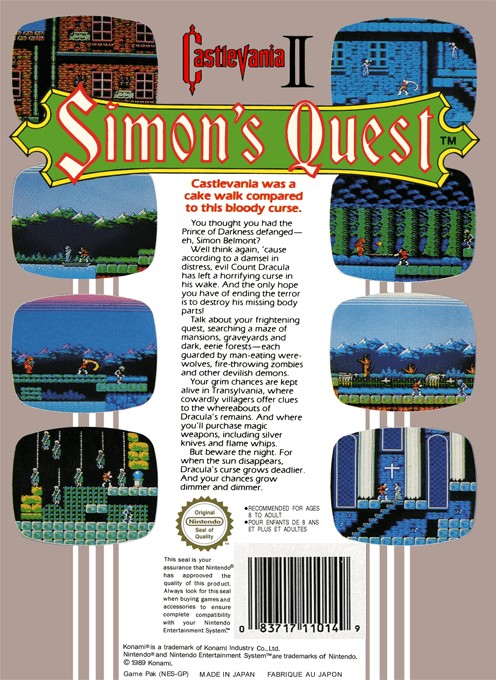 Castlevania II
Simon's Quest™
Castlevania was a
cake walk compared
to this bloody curse.
You thought you had the
Prince of Darkness defanged—
eh, Simon Belmont?
Well think again, 'cause
according to a damsel in
distress, evil Count Dracula
has left a horrifying curse in
his wake. And the only hope
you have of ending the terror
is to destroy his missing body
parts!
Talk about your frightening
quest, searching a maze of
mansions, graveyards and
dark, eerie forests—each
guarded by man-eating were-
wolves, fire-throwing zombies
and other devilish demons.
Your grim chances are kept
alive in Transylvania, where
cowardly villagers offer clues
to the whereabouts of
Dracula's remains. And where
you'll purchase magic
weapons, including silver
knives and flame whips.
But beware the night. For
when the sun disappears,
Dracula's curse grows deadlier.
And your chances grow
dimmer and dimmer.
Original
Nintendo
Seal of
Quality
•RECOMMENDED FOR AGES
8 TO ADULT
•POUR ENFANTS DE 8 ANS
ET PLUS ET ADULTES
This seal is your
assurance that Nintendo®
has approoved the
quality of this product.
Always look for this seal
when buying games and
accessories to ensure
complete compatibility
with your Nintendo
Entertainment System.™
0 83717 11014 9
Konami® is a trademark of Konami Industry Co., Ltd.
Nintendo® and Nintendo Entertainment System™ are trademarks of Nintendo.
© 1989 Konami.
Game Pak (NES-GP) MADE IN JAPAN FABRIQUE AU JAPON